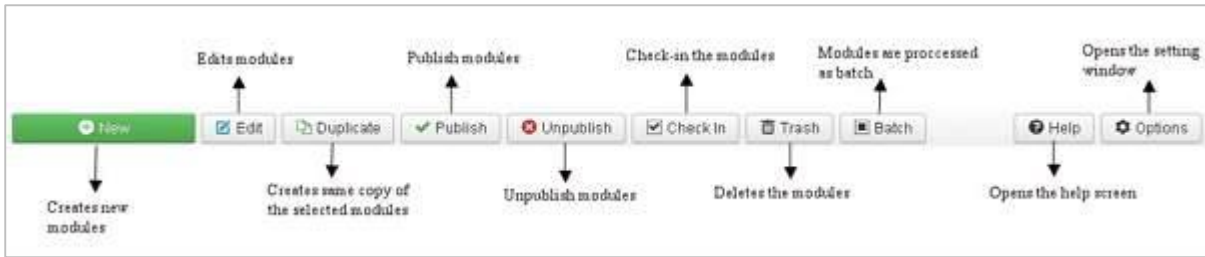 Edits modules
Publish modules
Check-in the modules
Modules are proccessed
as batch
Opens the setting
window
New
Edit
Duplicate
Publish
Unpublish
Check In
Trash
Batch
Help
Options
Creates new
modules
Creates same copy of
the selected modules
Unpublish modules
Deletes the modules
Opens the help screen